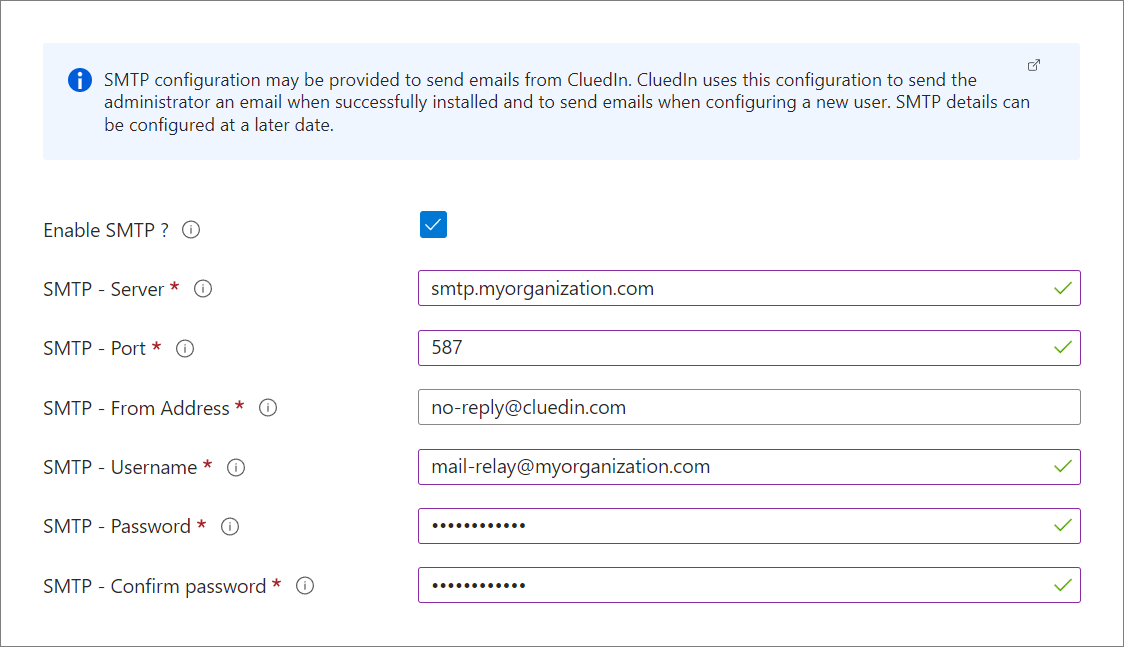 SMTP configuration may be provided to send emails from CluedIn. CluedIn uses this configuration to send the
administrator an email when successfully installed and to send emails when configuring a new user. SMTP details can
be configured at a later date.
Enable SMTP ?
SMTP - Server * smtp.myorganization.com
SMTP - Port * 587
SMTP - From Address * no-reply@cluedin.com
SMTP - Username * mail-relay@myorganization.com
SMTP - Password * ••••••••••••
SMTP - Confirm password * ••••••••••••